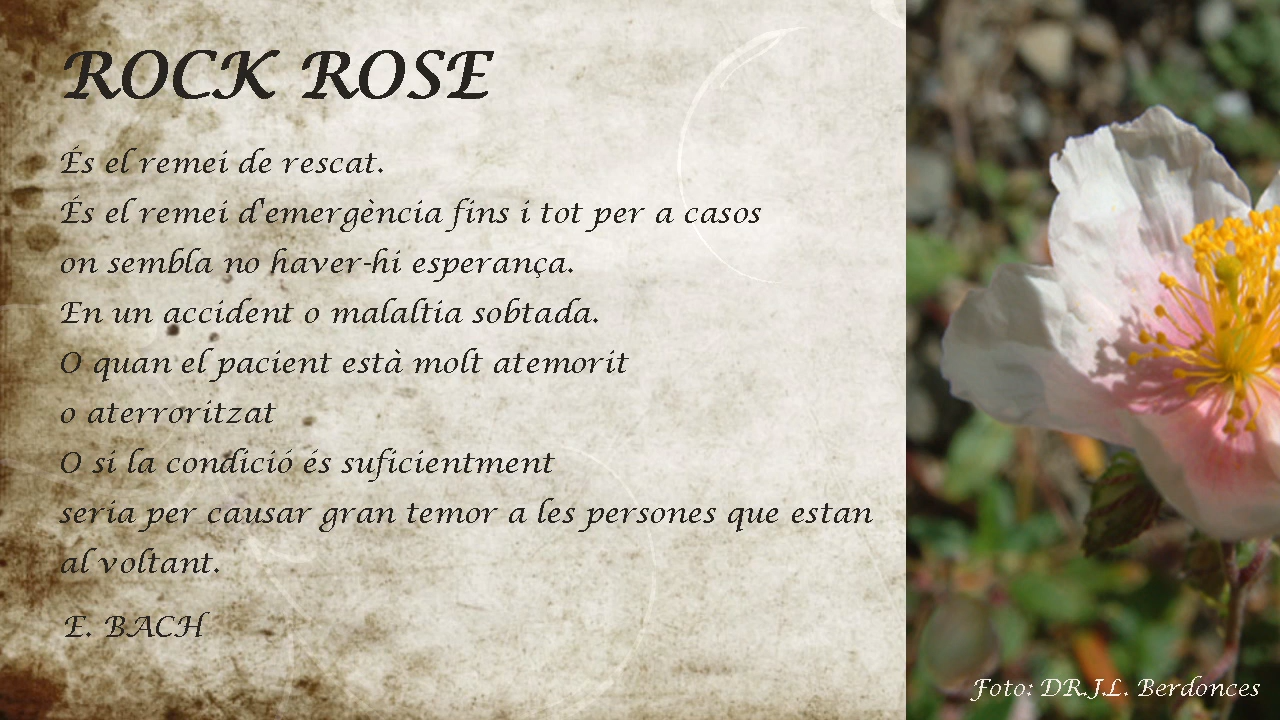 ROCK ROSE
És el remei de rescat.
És el remei d'emergència fins i tot per a casos
on sembla no haver-hi esperança.
En un accident o malaltia sobtada.
O quan el pacient està molt atemorit
o aterroritzat
O si la condició és suficientment
seria per causar gran temor a les persones que estan
al voltant.
E. BACH
Foto: DR.J.L. Berdonces